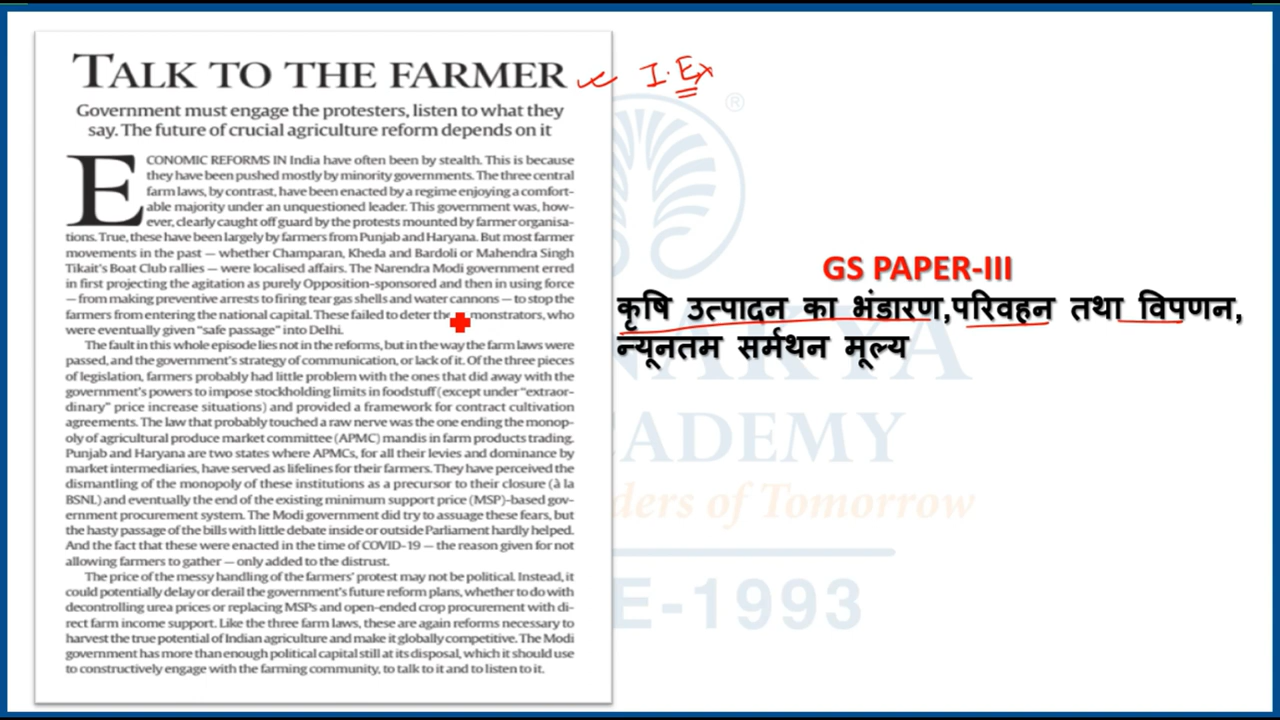 TALK TO THE FARMER
I. Ex
Government must engage the protesters, listen to what they
say. The future of crucial agriculture reform depends on it
ECONOMIC REFORMS IN India have often been by stealth. This is because
they have been pushed mostly by minority governments. The three central
farm laws, by contrast, have been enacted by a regime enjoying a comfort-
able majority under an unquestioned leader. This government was, how-
ever, clearly caught off guard by the protests mounted by farmer organisa-
tions. True, these have been largely by farmers from Punjab and Haryana. But most farmer
movements in the past — whether Champaran, Kheda and Bardoli or Mahendra Singh
Tikait's Boat Club rallies — were localised affairs. The Narendra Modi government erred
in first projecting the agitation as purely Opposition-sponsored and then in using force
— from making preventive arrests to firing tear gas shells and water cannons — to stop the
farmers from entering the national capital. These failed to deter the monstrators, who
were eventually given "safe passage" into Delhi.
The fault in this whole episode lies not in the reforms, but in the way the farm laws were
passed, and the government's strategy of communication, or lack of it. Of the three pieces
of legislation, farmers probably had little problem with the ones that did away with the
government's powers to impose stockholding limits in foodstuff (except under "extraor-
dinary" price increase situations) and provided a framework for contract cultivation
agreements. The law that probably touched a raw nerve was the one ending the monop-
oly of agricultural produce market committee (APMC) mandis in farm products trading.
Punjab and Haryana are two states where APMCs, for all their levies and dominance by
market intermediaries, have served as lifelines for their farmers. They have perceived the
dismantling of the monopoly of these institutions as a precursor to their closure (à la
BSNL) and eventually the end of the existing minimum support price (MSP)-based gov-
ernment procurement system. The Modi government did try to assuage these fears, but
the hasty passage of the bills with little debate inside or outside Parliament hardly helped.
And the fact that these were enacted in the time of COVID-19 — the reason given for not
allowing farmers to gather — only added to the distrust.
The price of the messy handling of the farmers' protest may not be political. Instead, it
could potentially delay or derail the government's future reform plans, whether to do with
decontrolling urea prices or replacing MSPs and open-ended crop procurement with di-
rect farm income support. Like the three farm laws, these are again reforms necessary to
harvest the true potential of Indian agriculture and make it globally competitive. The Modi
government has more than enough political capital still at its disposal, which it should use
to constructively engage with the farming community, to talk to it and to listen to it.
GS PAPER-III
कृषि उत्पादन का भंडारण,परिवहन तथा विपणन,
न्यूनतम सर्मथन मूल्य
®
ANAKYA
ACADEMY
ders of Tomorrow
E-1993